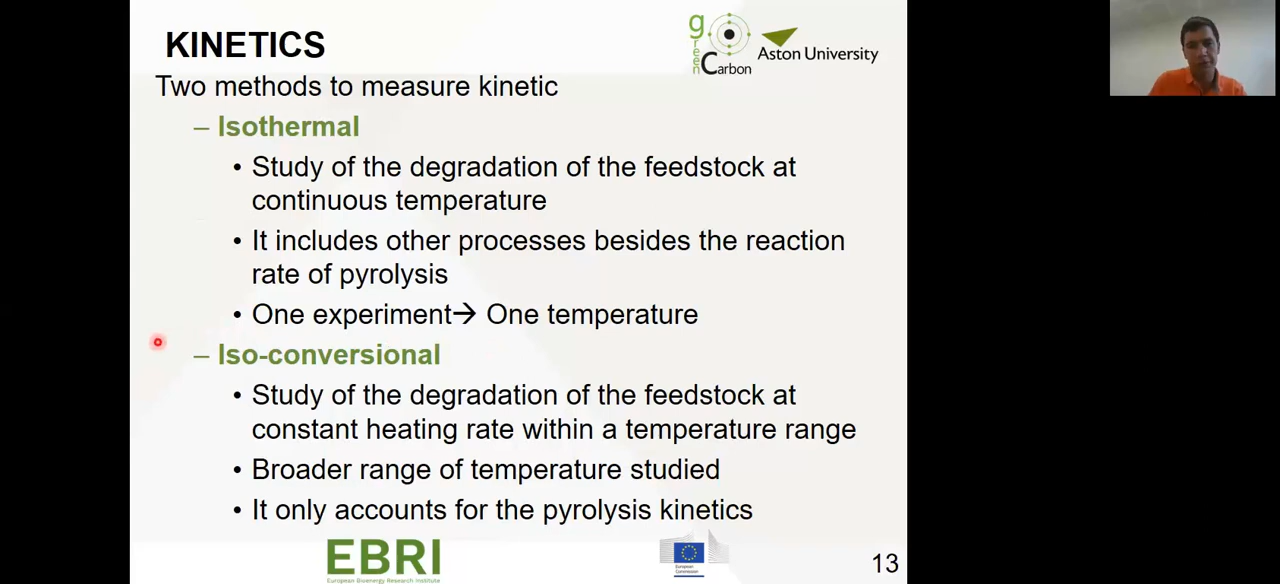 KINETICS
green Carbon
Aston University
Two methods to measure kinetic
– Isothermal
• Study of the degradation of the feedstock at
continuous temperature
• It includes other processes besides the reaction
rate of pyrolysis
• One experiment→ One temperature
– Iso-conversional
• Study of the degradation of the feedstock at
constant heating rate within a temperature range
• Broader range of temperature studied
• It only accounts for the pyrolysis kinetics
EBRI
European Bioenergy Research Institute
European
Commission
13